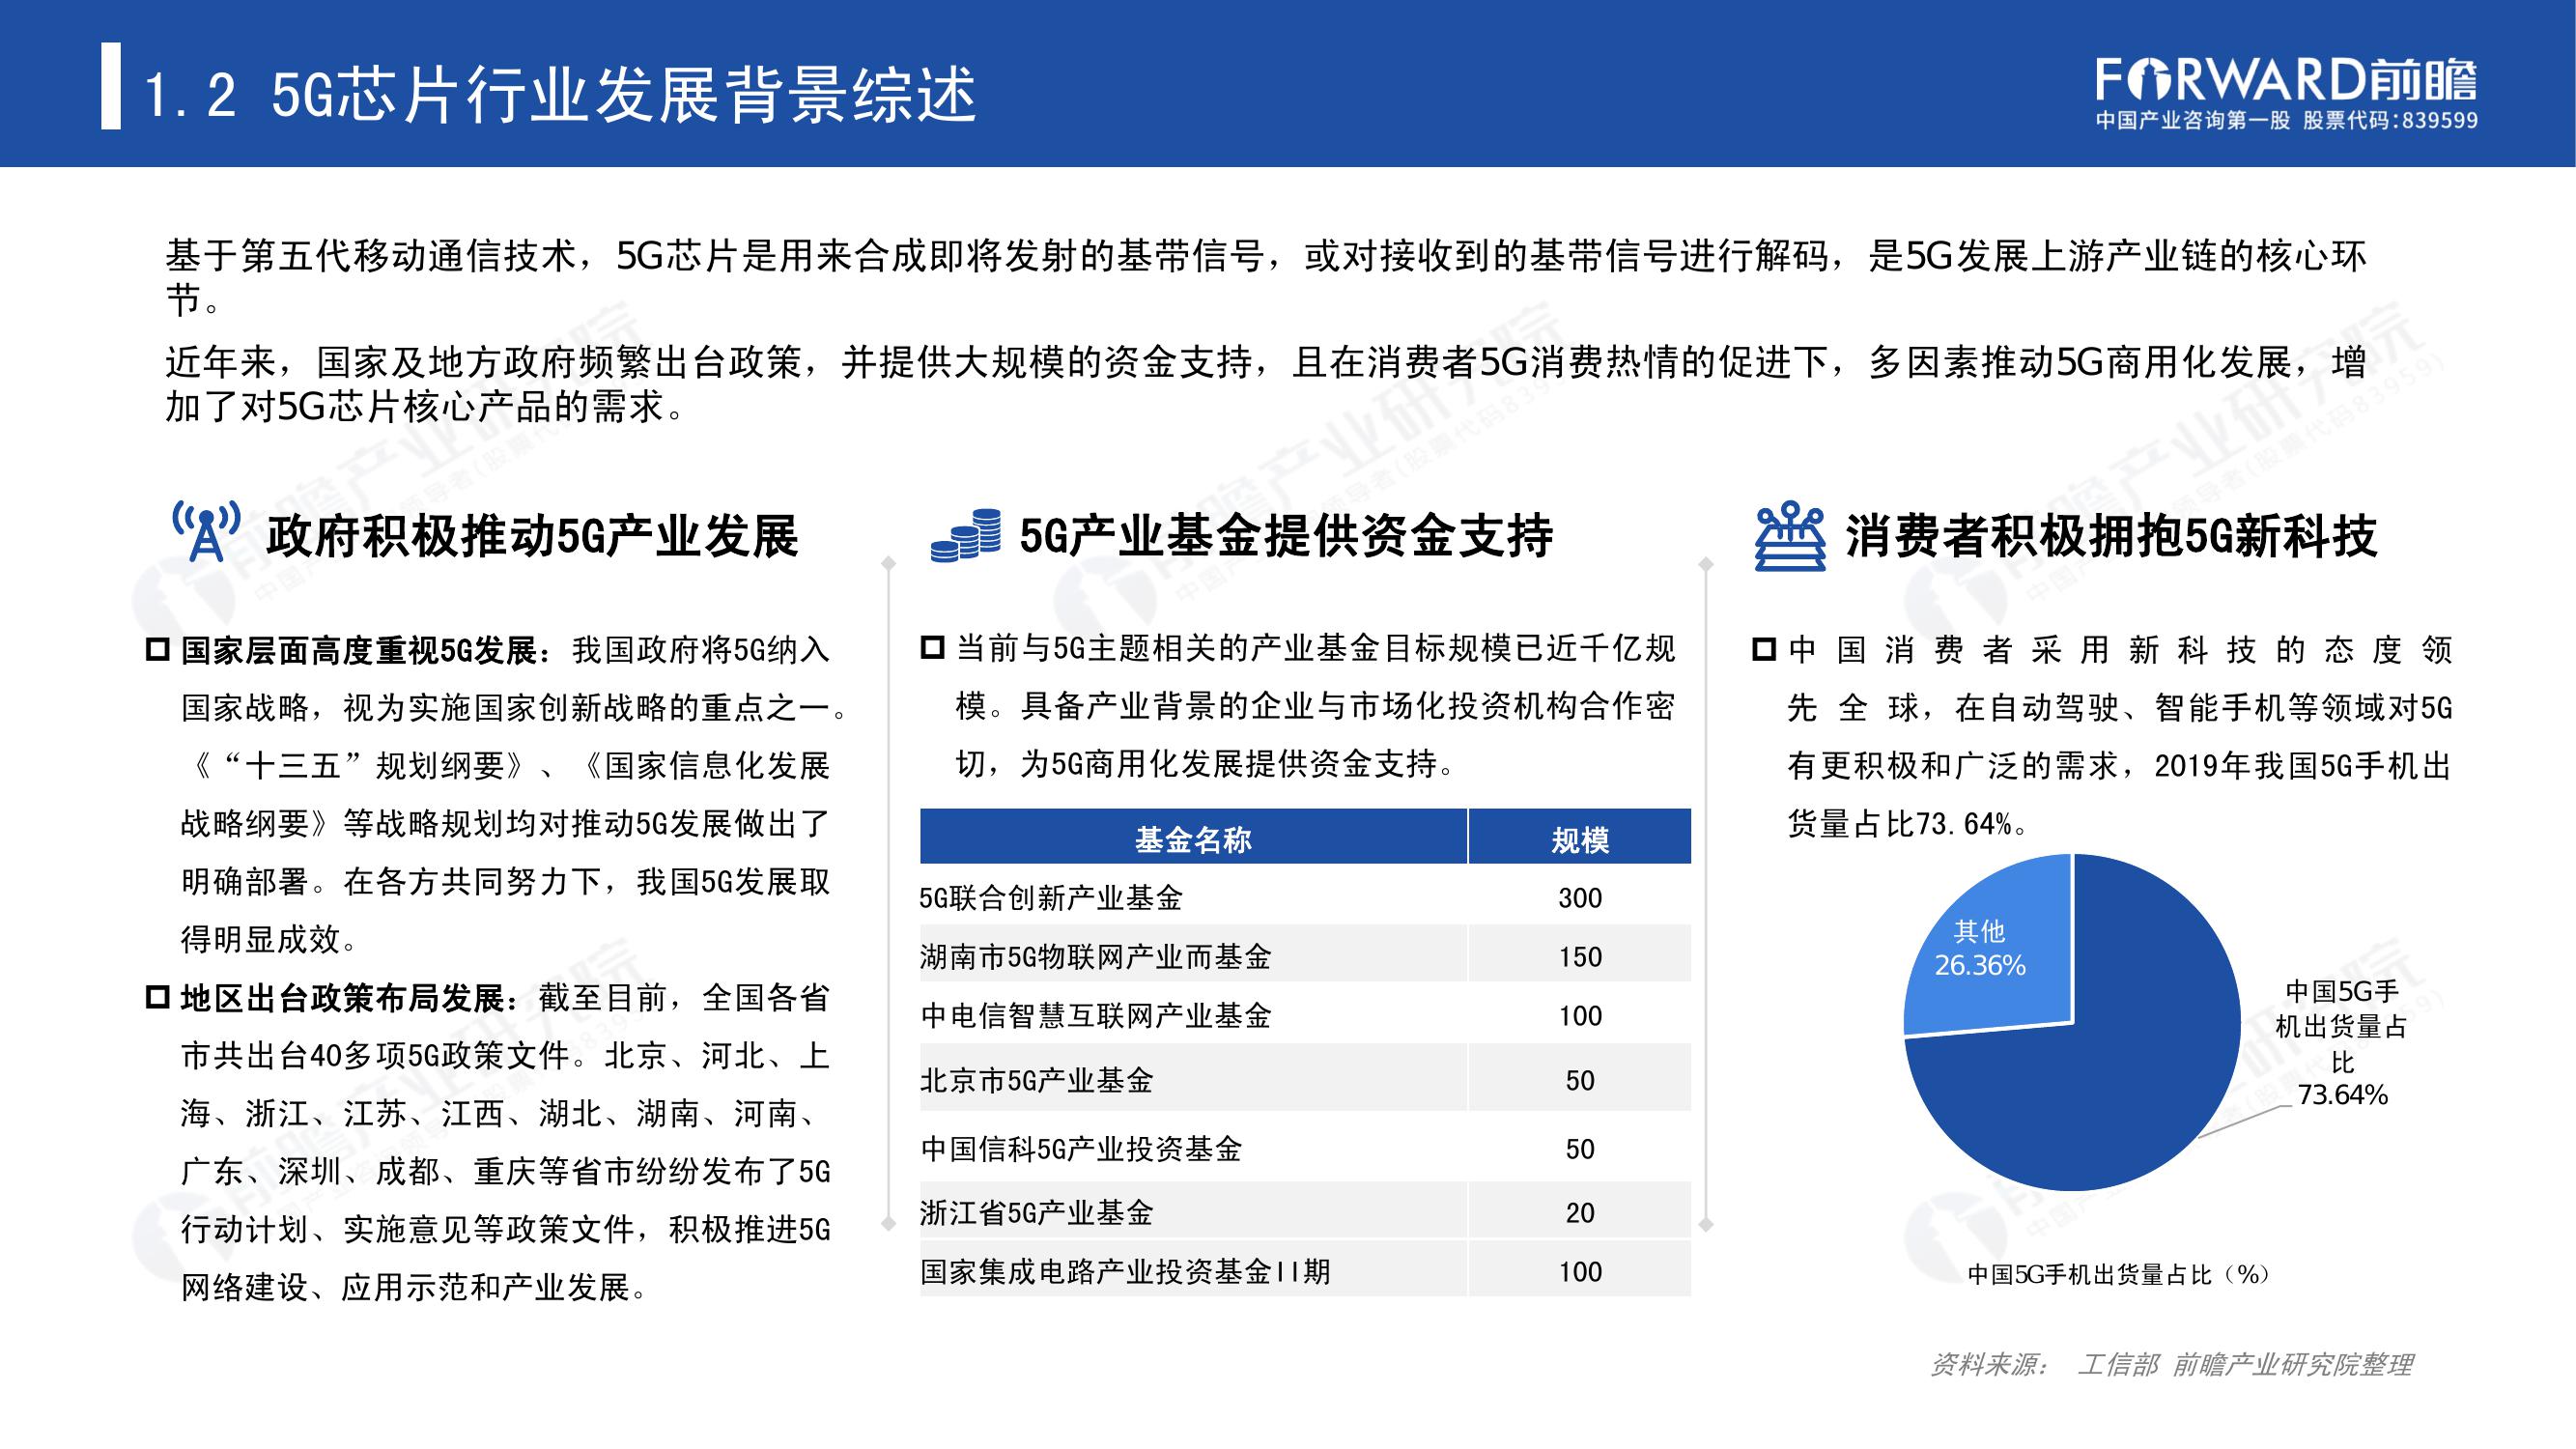 1.2 5G芯片行业发展背景综述
FORWARD前瞻
中国产业咨询第一股 股票代码:839599
基于第五代移动通信技术，5G芯片是用来合成即将发射的基带信号，或对接收到的基带信号进行解码，是5G发展上游产业链的核心环
节。
近年来，国家及地方政府频繁出台政策，并提供大规模的资金支持，且在消费者5G消费热情的促进下，多因素推动5G商用化发展，增
加了对5G芯片核心产品的需求。
政府积极推动5G产业发展
国家层面高度重视5G发展：我国政府将5G纳入
国家战略，视为实施国家创新战略的重点之一。
《“十三五”规划纲要》、《国家信息化发展
战略纲要》等战略规划均对推动5G发展做出了
明确部署。在各方共同努力下，我国5G发展取
得明显成效。
地区出台政策布局发展：截至目前，全国各省
市共出台40多项5G政策文件。北京、河北、上
海、浙江、江苏、江西、湖北、湖南、河南、
广东、深圳、成都、重庆等省市纷纷发布了5G
行动计划、实施意见等政策文件，积极推进5G
网络建设、应用示范和产业发展。
5G产业基金提供资金支持
当前与5G主题相关的产业基金目标规模已近千亿规
模。具备产业背景的企业与市场化投资机构合作密
切，为5G商用化发展提供资金支持。
基金名称 规模
5G联合创新产业基金 300
湖南市5G物联网产业而基金 150
中电信智慧互联网产业基金 100
北京市5G产业基金 50
中国信科5G产业投资基金 50
浙江省5G产业基金 20
国家集成电路产业投资基金II期 100
消费者积极拥抱5G新科技
中国消费者采用新科技的态度领
先全球，在自动驾驶、智能手机等领域对5G
有更积极和广泛的需求，2019年我国5G手机出
货量占比73.64%。
其他
26.36%
中国5G手
机出货量占
比
73.64%
中国5G手机出货量占比（%）
资料来源： 工信部 前瞻产业研究院整理